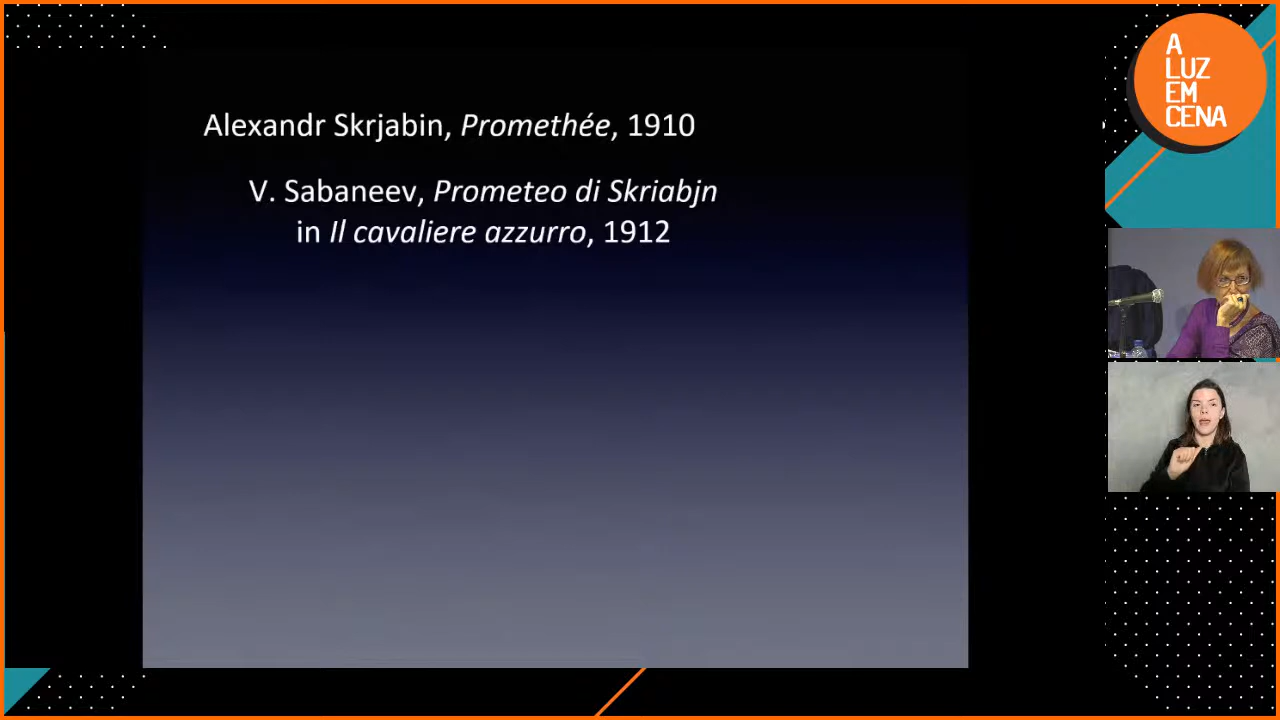 Alexandr Skrjabin, Promethée, 1910
V. Sabaneev, Prometeo di Skriabjn
in Il cavaliere azzurro, 1912
A
LUZ
EM
CENA